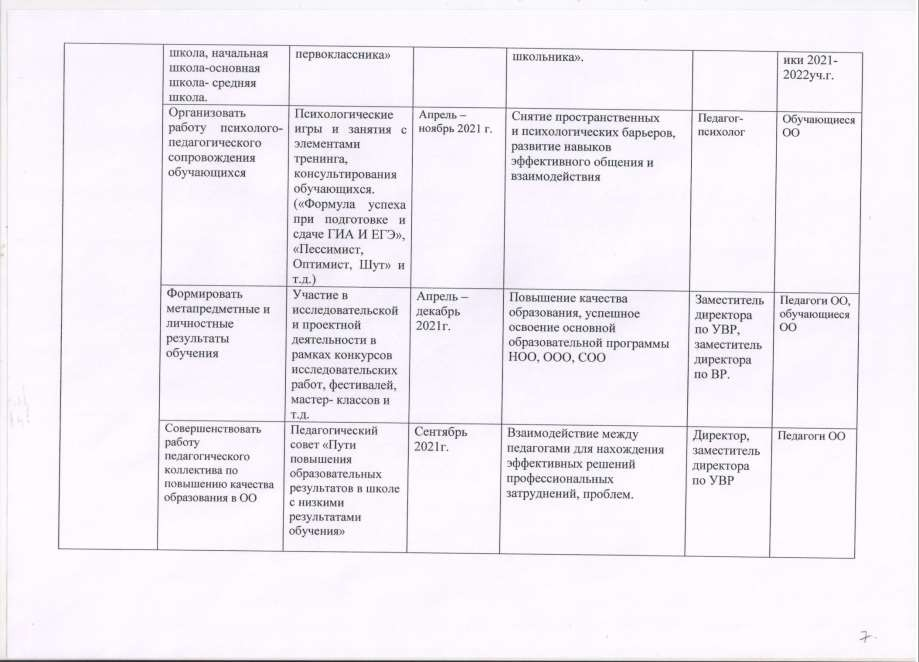 школа, начальная
школа-основная
школа- средняя
школа.
первоклассника»
школьника».
ики 2021-
2022уч.г.
Организовать
работу психолого-
педагогического
сопровождения
обучающихся
Психологические
игры и занятия с
элементами
тренинга,
консультирования
обучающихся.
(«Формула успеха
при подготовке и
сдаче ГИА И ЕГЭ»,
«Пессимист,
Оптимист, Шут» и
т.д.)
Апрель –
ноябрь 2021 г.
Снятие пространственных
и психологических барьеров,
развитие навыков
эффективного общения и
взаимодействия
Педагог-
психолог
Обучающиеся
ОО
Формировать
метапредметные и
личностные
результаты
обучения
Участие в
исследовательской
и проектной
деятельности в
рамках конкурсов
исследовательских
работ, фестивалей,
мастер- классов и
т.д.
Апрель –
декабрь
2021г.
Повышение качества
образования, успешное
освоение основной
образовательной программы
НОО, ООО, СОО
Заместитель
директора
по УВР,
заместитель
директора
по ВР.
Педагоги ОО,
обучающиеся
ОО
Совершенствовать
работу
педагогического
коллектива по
повышению качества
образования в ОО
Педагогический
совет «Пути
повышения
образовательных
результатов в школе
с низкими
результатами
обучения»
Сентябрь
2021г.
Взаимодействие между
педагогами для нахождения
эффективных решений
профессиональных
затруднений, проблем.
Директор,
заместитель
директора
по УВР
Педагоги ОО
7.